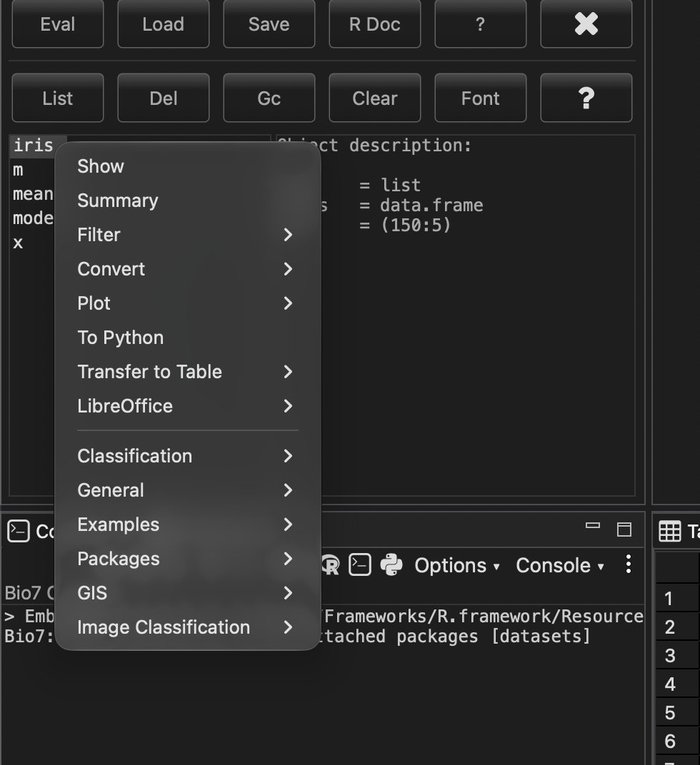 Eval Load Save R Doc ?
List Del Gc Clear Font ?
iris
m
mean
mode
x
Object description:
= list
s = data.frame
= (150:5)
Show
Summary
Filter
Convert
Plot
To Python
Transfer to Table
LibreOffice
Classification
General
Examples
Packages
GIS
Image Classification
Options Console
Bio7
> Emb /Frameworks/R.framework/Resource
Bio7: ttached packages [datasets]
1
2
3
4
5
6